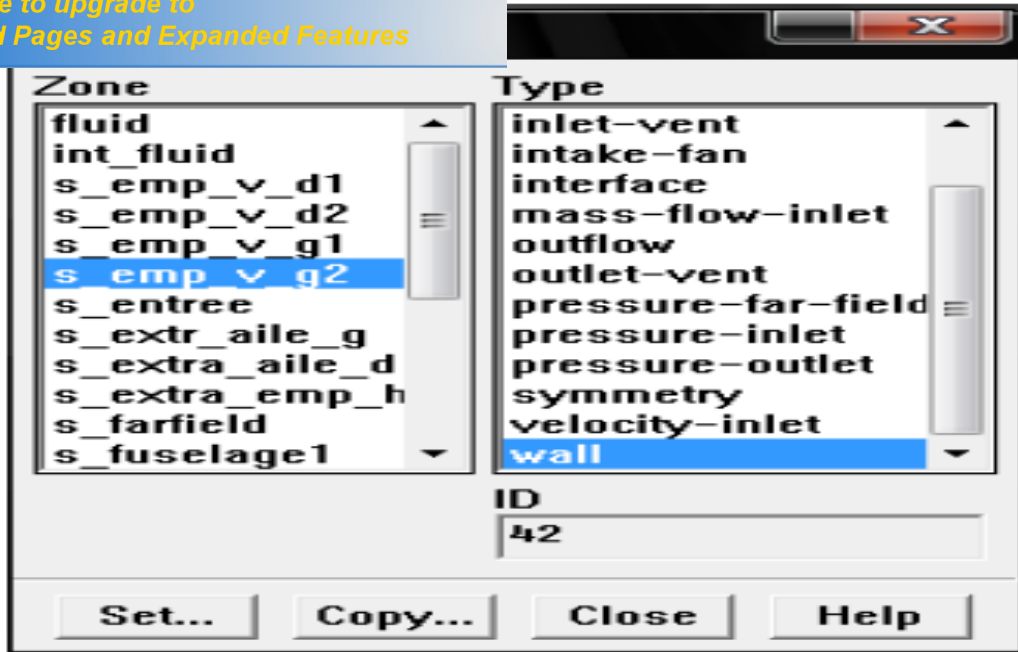 e to upgrade to
d Pages and Expanded Features
Zone
fluid
int_fluid
s_emp_v_d1
s_emp_v_d2
s_emp_v_g1
s_emp_v_g2
s_entree
s_extr_aile_g
s_extra_aile_d
s_extra_emp_h
s_farfield
s_fuselage1
Type
inlet-vent
intake-fan
interface
mass-flow-inlet
outflow
outlet-vent
pressure-far-field
pressure-inlet
pressure-outlet
symmetry
velocity-inlet
wall
ID
42
Set...
Copy...
Close
Help